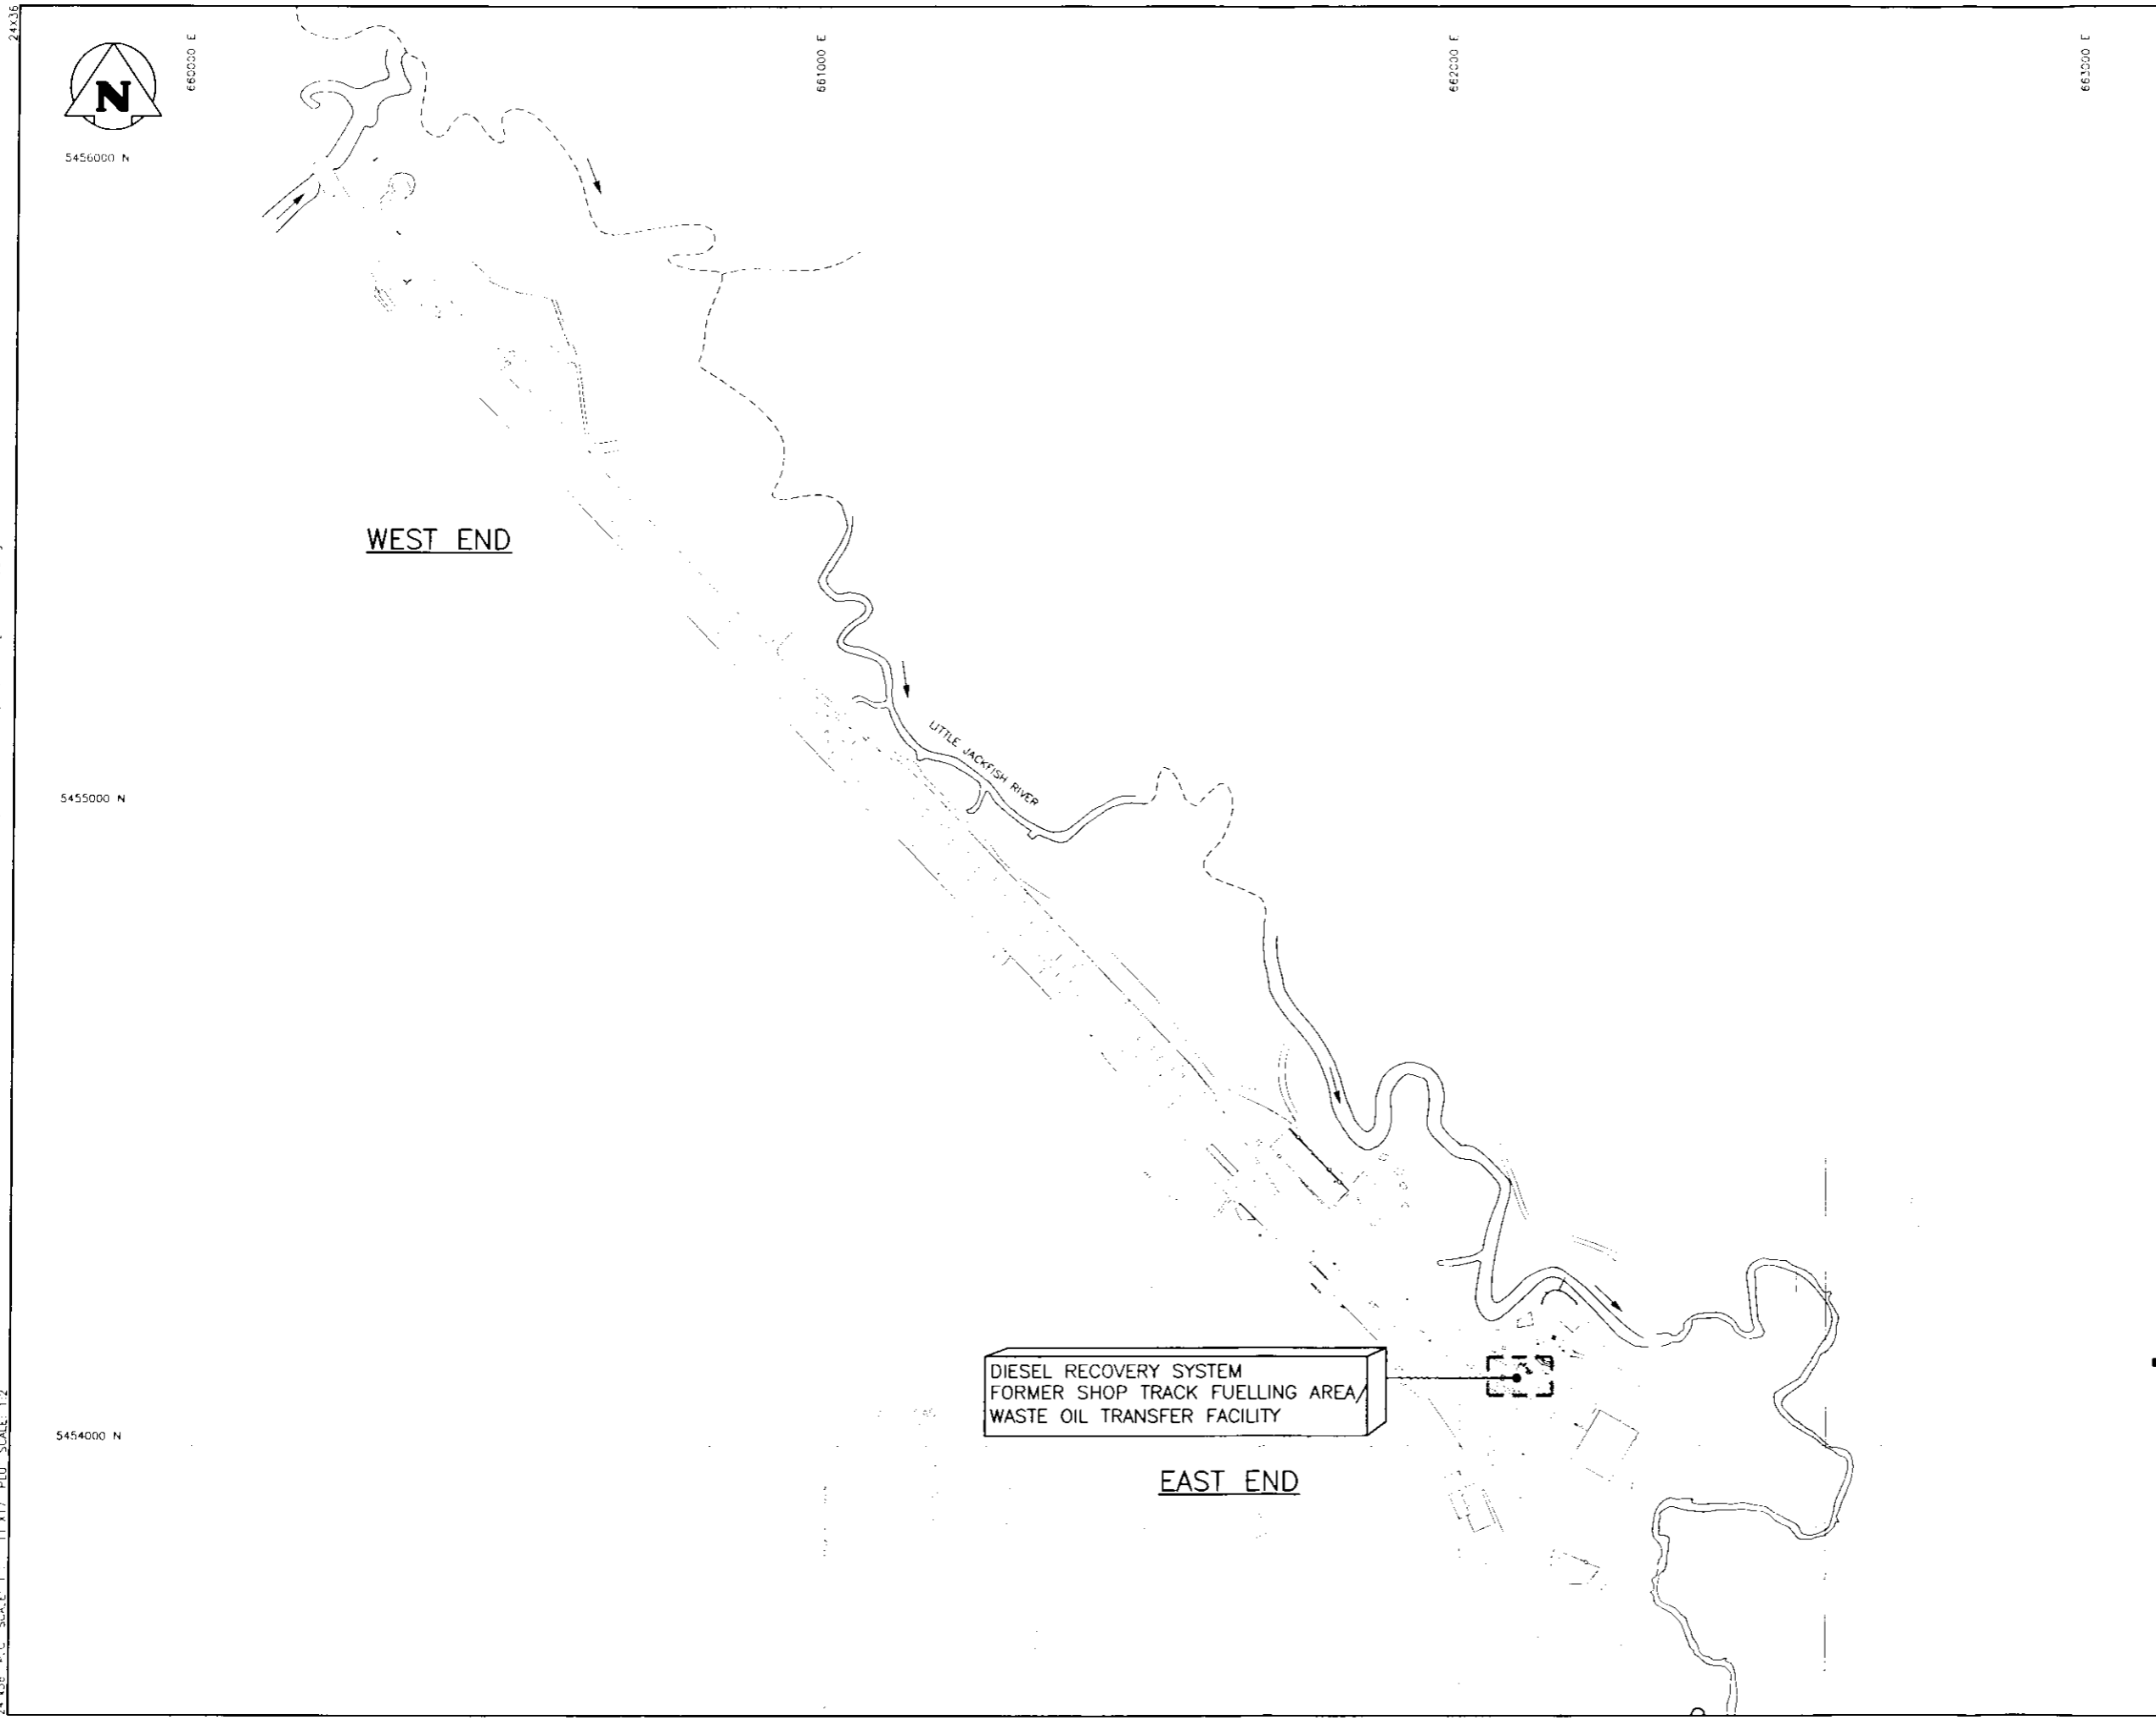 24X36
N
660000 E
661000 E
662000 E
663000 E
5456000 N
WEST END
LITTLE JACKFISH RIVER
5455000 N
DIESEL RECOVERY SYSTEM
FORMER SHOP TRACK FUELLING AREA/
WASTE OIL TRANSFER FACILITY
5454000 N
EAST END